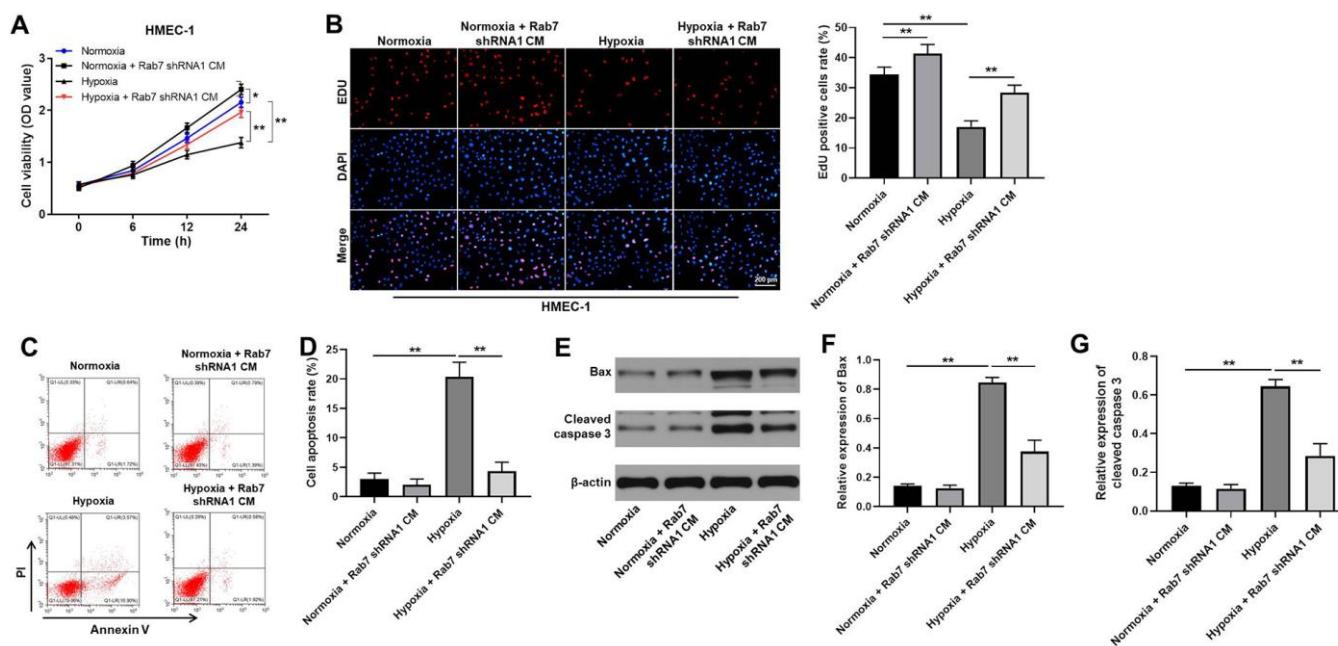 A
HMEC-1
Normoxia
Normoxia + Rab7 shRNA1 CM
Hypoxia
Hypoxia + Rab7 shRNA1 CM
Cell viability (OD value)
3
2
1
0
0 6 12 24
Time (h)
*
**
**
B
Normoxia
Normoxia + Rab7
shRNA1 CM
Hypoxia
Hypoxia + Rab7
shRNA1 CM
EDU
DAPI
Merge
200 μm
HMEC-1
EdU positive cells rate (%)
50
40
30
20
10
0
**
**
**
Normoxia
Normoxia + Rab7 shRNA1 CM
Hypoxia
Hypoxia + Rab7 shRNA1 CM
C
Normoxia
Normoxia + Rab7
shRNA1 CM
Hypoxia
Hypoxia + Rab7
shRNA1 CM
PI
Annexin V
D
Cell apoptosis rate (%)
25
20
15
10
5
0
**
**
Normoxia
Normoxia + Rab7 shRNA1 CM
Hypoxia
Hypoxia + Rab7 shRNA1 CM
E
Bax
Cleaved
caspase 3
β-actin
Normoxia
Normoxia + Rab7
shRNA1 CM
Hypoxia
Hypoxia + Rab7
shRNA1 CM
F
Relative expression of Bax
1.0
0.8
0.6
0.4
0.2
0.0
**
**
Normoxia
Normoxia + Rab7 shRNA1 CM
Hypoxia
Hypoxia + Rab7 shRNA1 CM
G
Relative expression of
cleaved caspase 3
0.8
0.6
0.4
0.2
0.0
**
**
Normoxia
Normoxia + Rab7 shRNA1 CM
Hypoxia
Hypoxia + Rab7 shRNA1 CM